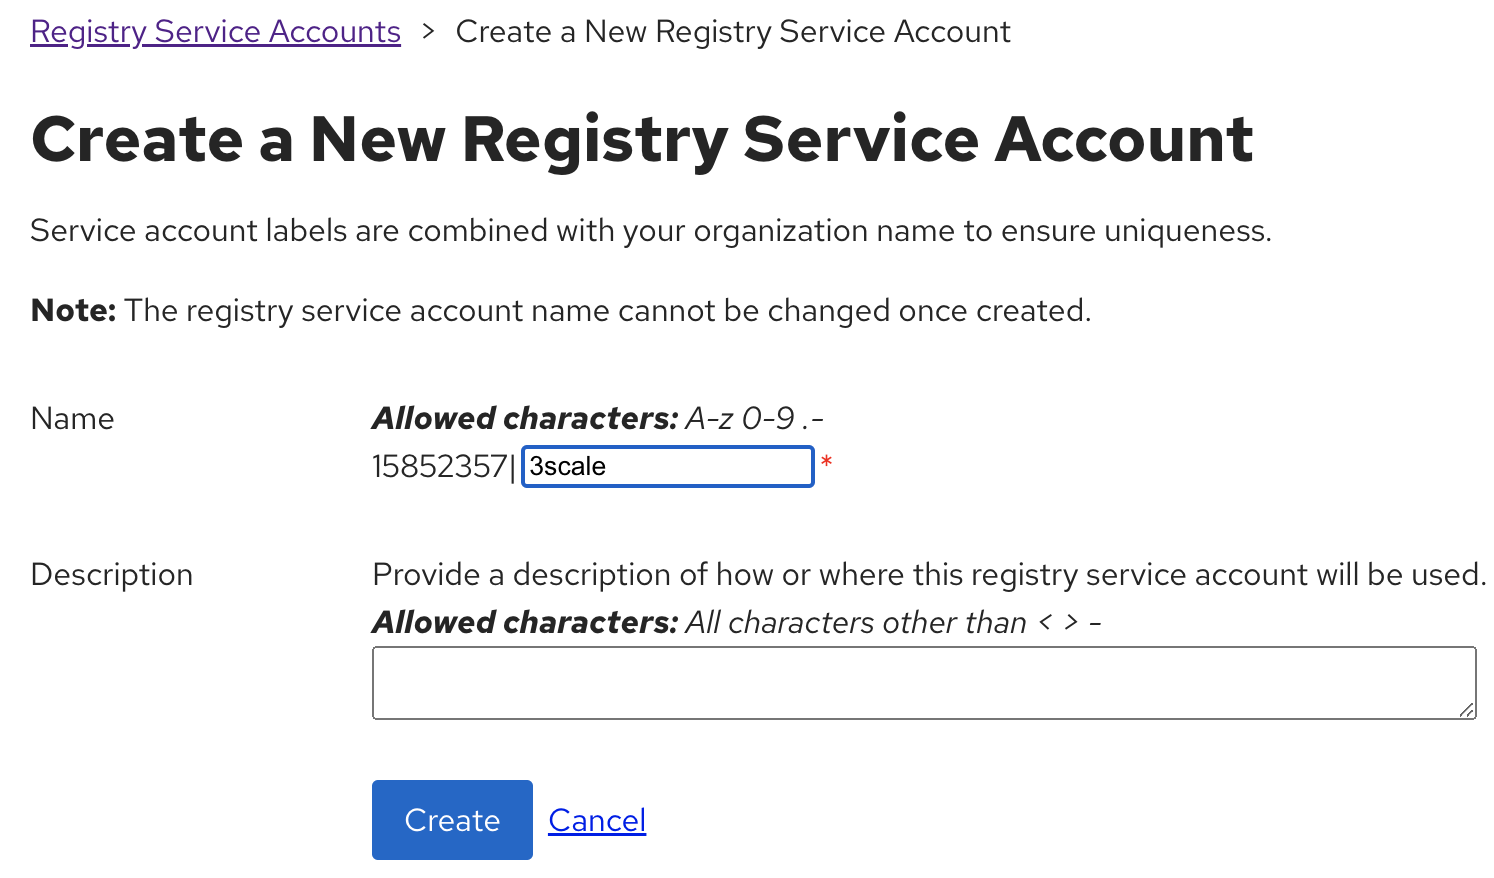 Registry Service Accounts > Create a New Registry Service Account
Create a New Registry Service Account
Service account labels are combined with your organization name to ensure uniqueness.
Note: The registry service account name cannot be changed once created.
Name
Allowed characters: A-z 0-9 .-
15852357| 3scale *
Description
Provide a description of how or where this registry service account will be used.
Allowed characters: All characters other than < > -
Create Cancel